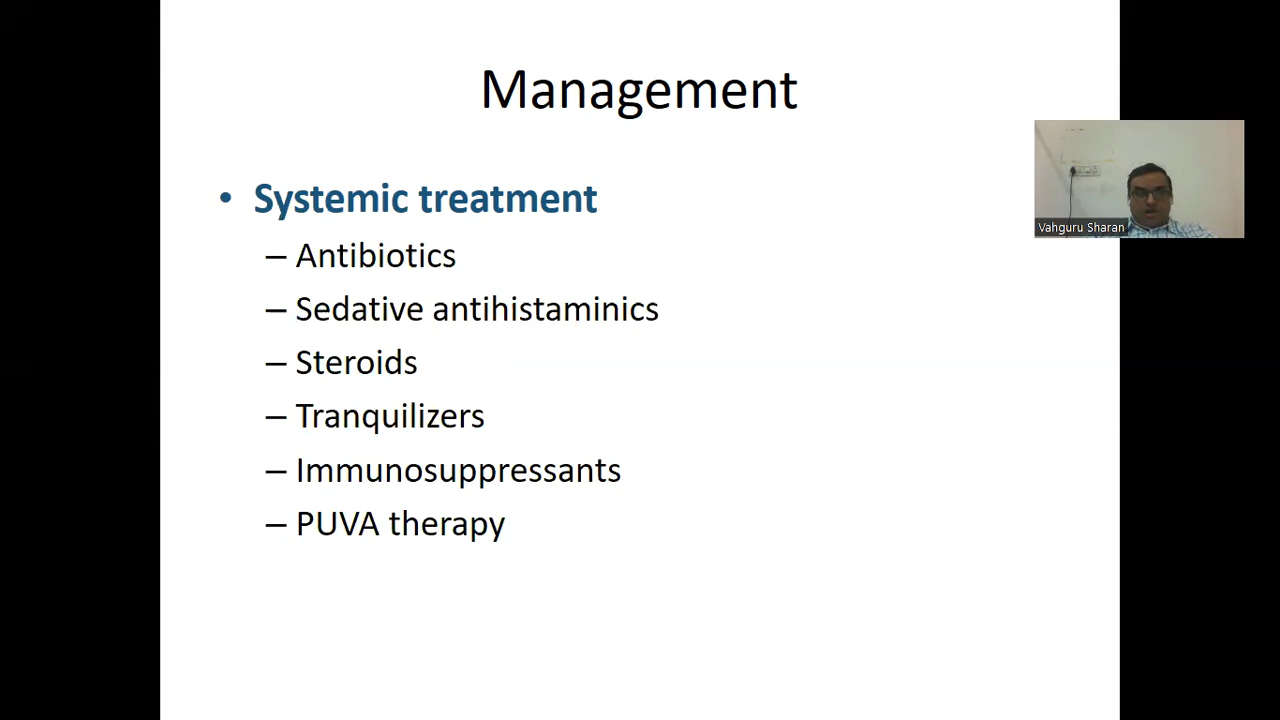 Management
• Systemic treatment
– Antibiotics
– Sedative antihistaminics
– Steroids
– Tranquilizers
– Immunosuppressants
– PUVA therapy
Vahguru Sharan